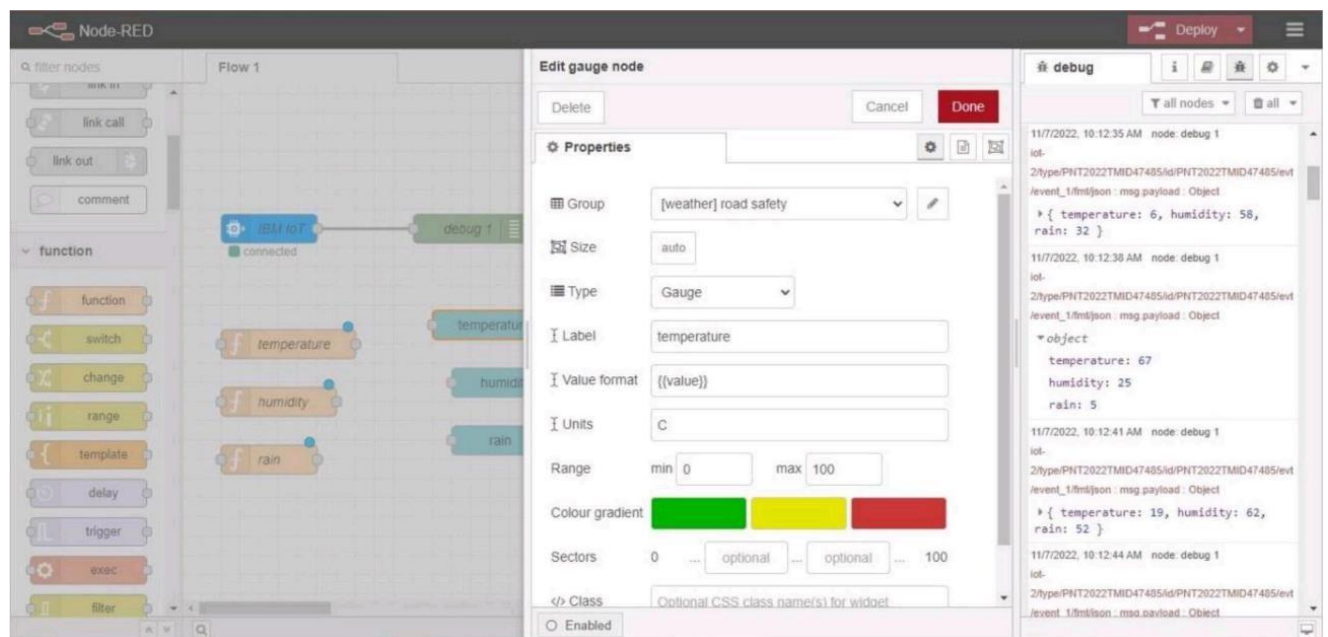 Node-RED
Deploy
filter nodes
link in
link call
link out
comment
function
function
switch
change
range
template
delay
trigger
exec
filter
Flow 1
IBM IoT
connected
debug 1
temperature
humidity
rain
temperatur
humidit
rain
Edit gauge node
Delete
Cancel
Done
Properties
Group
[weather] road safety
Size
auto
Type
Gauge
Label
temperature
Value format
{{value}}
Units
C
Range
min 0
max 100
Colour gradient
Sectors
0 ... optional ... optional ... 100
</> Class
Optional CSS class name(s) for widget
Enabled
debug
i
all nodes
all
11/7/2022, 10:12:35 AM node: debug 1
iot-
2/type/PNT2022TMID47485/id/PNT2022TMID47485/evt
/event_1/fmt/json : msg.payload : Object
{ temperature: 6, humidity: 58,
rain: 32 }
11/7/2022, 10:12:38 AM node: debug 1
iot-
2/type/PNT2022TMID47485/id/PNT2022TMID47485/evt
/event_1/fmt/json : msg.payload : Object
object
temperature: 67
humidity: 25
rain: 5
11/7/2022, 10:12:41 AM node: debug 1
iot-
2/type/PNT2022TMID47485/id/PNT2022TMID47485/evt
/event_1/fmt/json : msg.payload : Object
{ temperature: 19, humidity: 62,
rain: 52 }
11/7/2022, 10:12:44 AM node: debug 1
iot-
2/type/PNT2022TMID47485/id/PNT2022TMID47485/evt
/event_1/fmt/json : msg.payload : Object